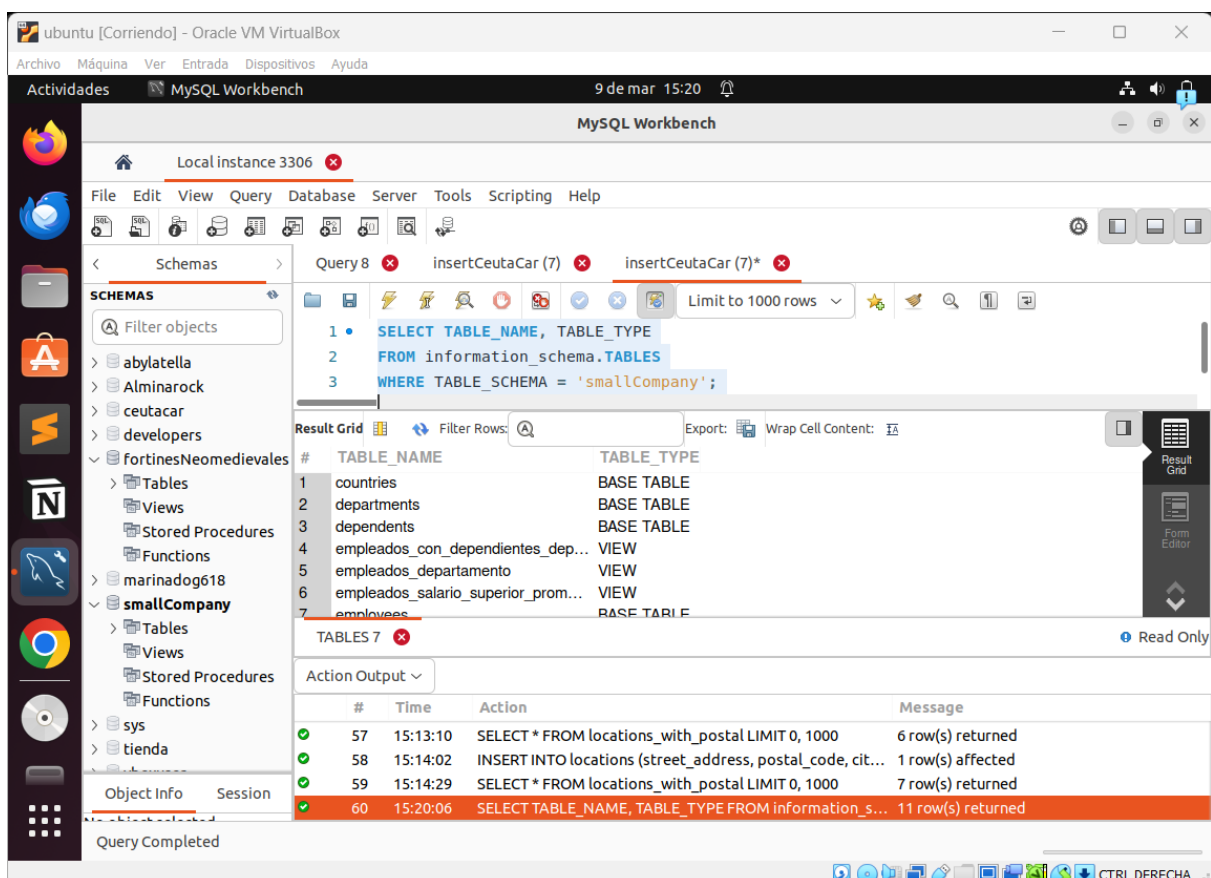 ubuntu [Corriendo] - Oracle VM VirtualBox
Archivo Máquina Ver Entrada Dispositivos Ayuda
Actividades MySQL Workbench 9 de mar 15:20
MySQL Workbench
Local instance 3306
File Edit View Query Database Server Tools Scripting Help
Schemas
Query 8 insertCeutaCar (7) insertCeutaCar (7)*
SCHEMAS
Limit to 1000 rows
Filter objects
abylatella
Alminarock
ceutacar
developers
fortinesNeomedievales
Tables
Views
Stored Procedures
Functions
marinadog618
smallCompany
Tables
Views
Stored Procedures
Functions
sys
tienda
Object Info Session
1 SELECT TABLE_NAME, TABLE_TYPE
2 FROM information_schema.TABLES
3 WHERE TABLE_SCHEMA = 'smallCompany';
Result Grid Filter Rows: Export: Wrap Cell Content:
# TABLE_NAME TABLE_TYPE
1 countries BASE TABLE
2 departments BASE TABLE
3 dependents BASE TABLE
4 empleados_con_dependientes_dep... VIEW
5 empleados_departamento VIEW
6 empleados_salario_superior_prom... VIEW
7 employees BASE TABLE
Result Grid
Form Editor
TABLES 7 Read Only
Action Output
# Time Action Message
57 15:13:10 SELECT * FROM locations_with_postal LIMIT 0, 1000 6 row(s) returned
58 15:14:02 INSERT INTO locations (street_address, postal_code, cit... 1 row(s) affected
59 15:14:29 SELECT * FROM locations_with_postal LIMIT 0, 1000 7 row(s) returned
60 15:20:06 SELECT TABLE_NAME, TABLE_TYPE FROM information_s... 11 row(s) returned
Query Completed
CTRL DERECHA